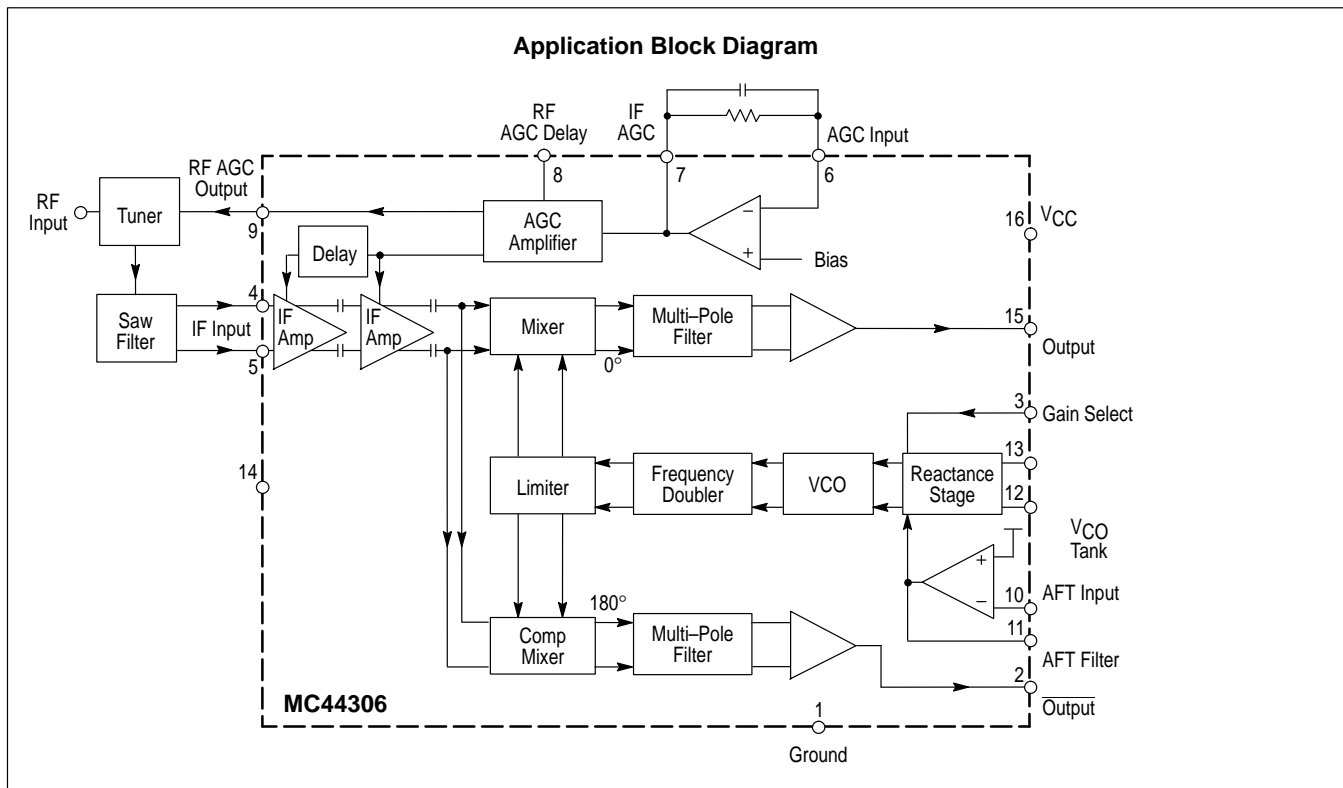 Application Block Diagram
RF
AGC Delay
IF
AGC
AGC Input
8
7
6
RF AGC
Output
RF
Input
Tuner
9
AGC
Amplifier
−
+
Bias
16
VCC
Delay
4
IF Input
5
Saw
Filter
IF
Amp
IF
Amp
Mixer
0°
Multi–Pole
Filter
15
Output
3
Gain Select
14
Limiter
Frequency
Doubler
VCO
Reactance
Stage
13
12
VCO
Tank
+
−
10
AFT Input
11
AFT Filter
180°
Comp
Mixer
Multi–Pole
Filter
2
Output
MC44306
1
Ground